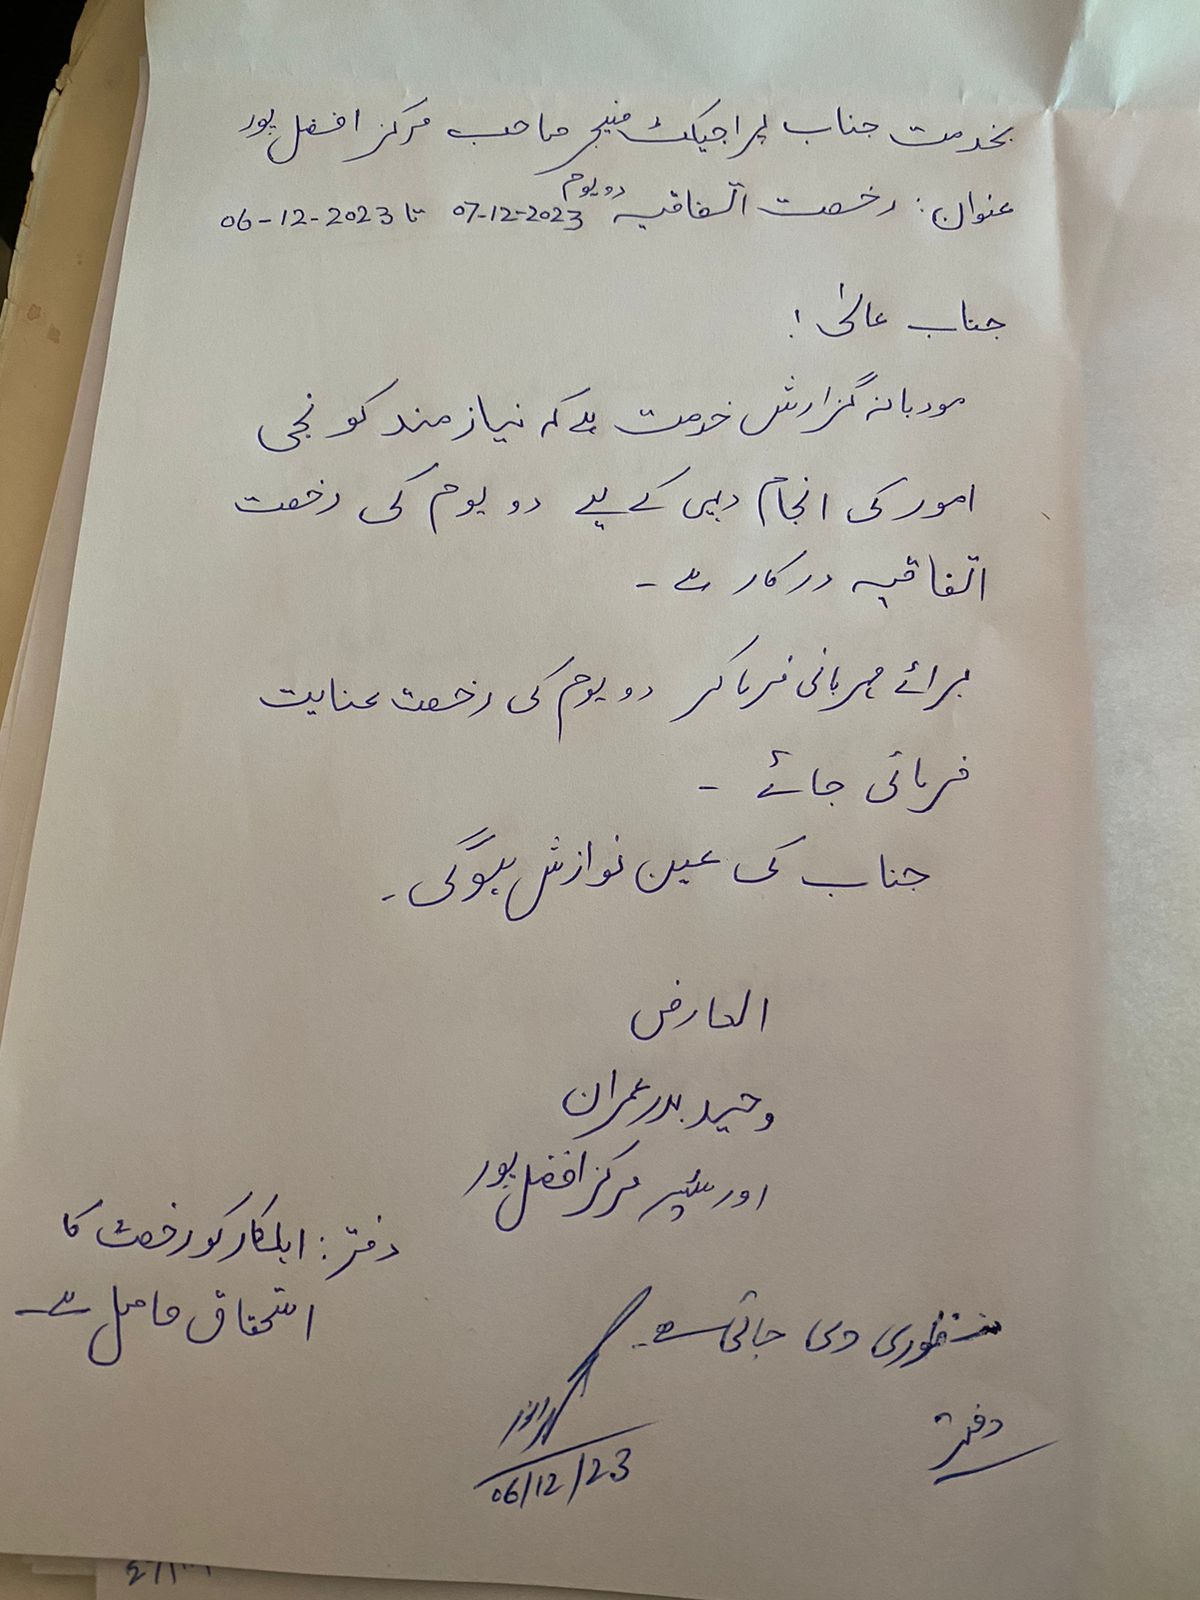 بخدمت جناب پراجیکٹ منیجر صاحب مرکز افضل پور
عنوان: رخصت اتفاقیہ دو یوم 06-12-2023 تا 07-12-2023
جناب عالیٰ!
مودبانہ گزارش خدمت ہے کہ نیازمند کو نجی
امور کی انجام دہی کے لیے دو یوم کی رخصت
اتفاقیہ درکار ہے۔
برائے مہربانی فرما کر دو یوم کی رخصت عنایت
فرمائی جائے۔
جناب کی عین نوازش ہوگی۔
العارض
وحید بدر عمران
اورسئیر مرکز افضل پور
دفتر: اہلکار کو رخصت کا
استحقاق حاصل ہے
منظوری دی جاتی ہے۔
دفتر
06/12/23